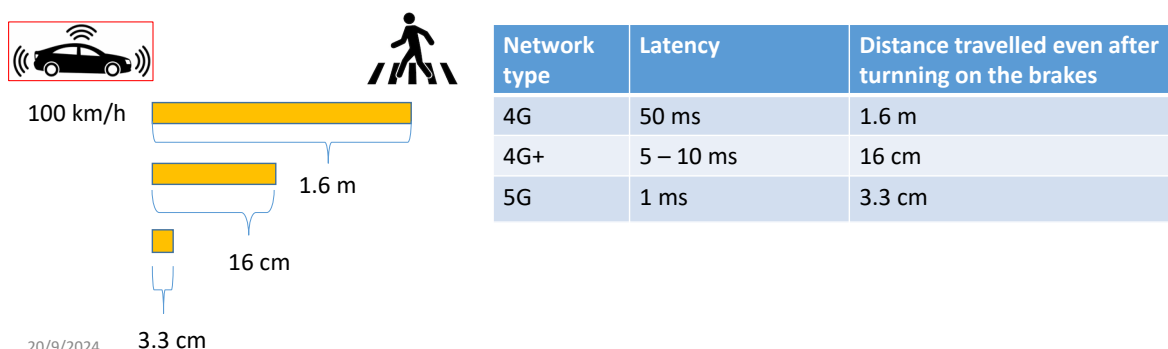 100 km/h
1.6 m
16 cm
3.3 cm
20/9/2024
Network type Latency Distance travelled even after turnning on the brakes
4G 50 ms 1.6 m
4G+ 5 – 10 ms 16 cm
5G 1 ms 3.3 cm